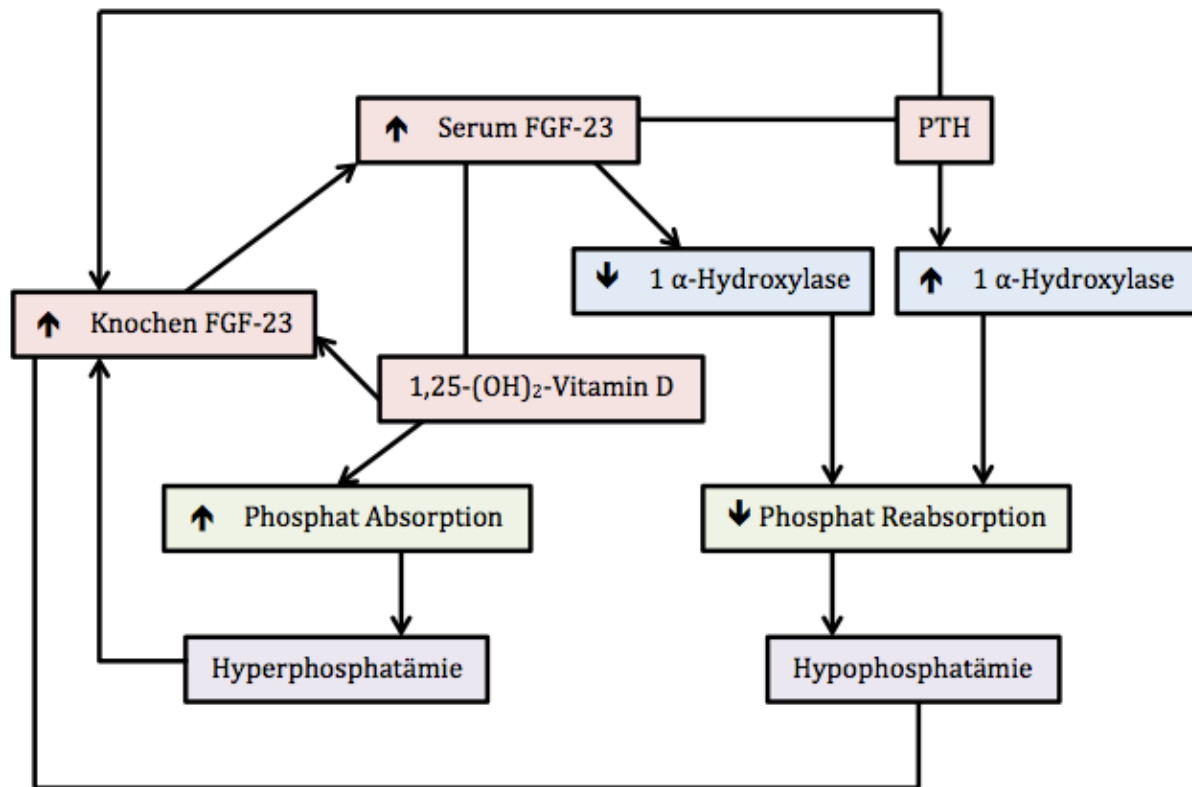 ↑ Serum FGF-23
PTH
↓ 1 α-Hydroxylase
↑ 1 α-Hydroxylase
↑ Knochen FGF-23
1,25-(OH)₂-Vitamin D
↑ Phosphat Absorption
↓ Phosphat Reabsorption
Hyperphosphatämie
Hypophosphatämie